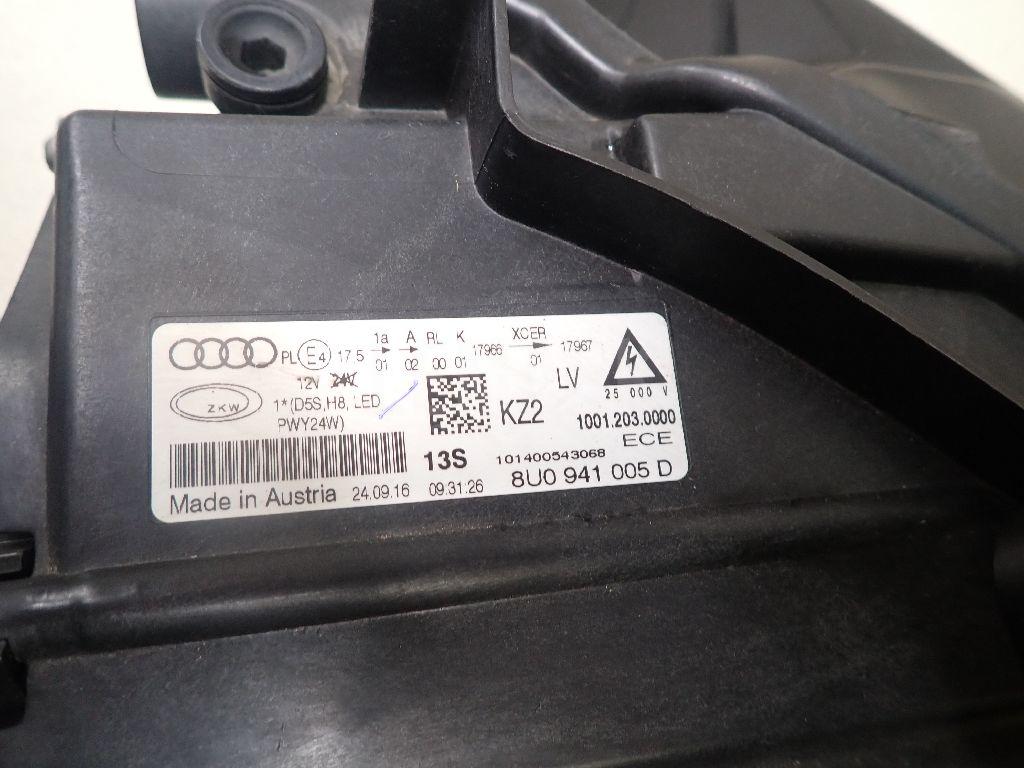 1a A RL K XCER
PL E4 17.5 01 02 00 01 17966 01 17967
12V 24V
ZKW 1*(D5S,H8, LED
PWY24W)
KZ2 LV
25 000 V
1001.203.0000
ECE
13S 101400543068
Made in Austria 24.09.16 09:31:26 8U0 941 005 D